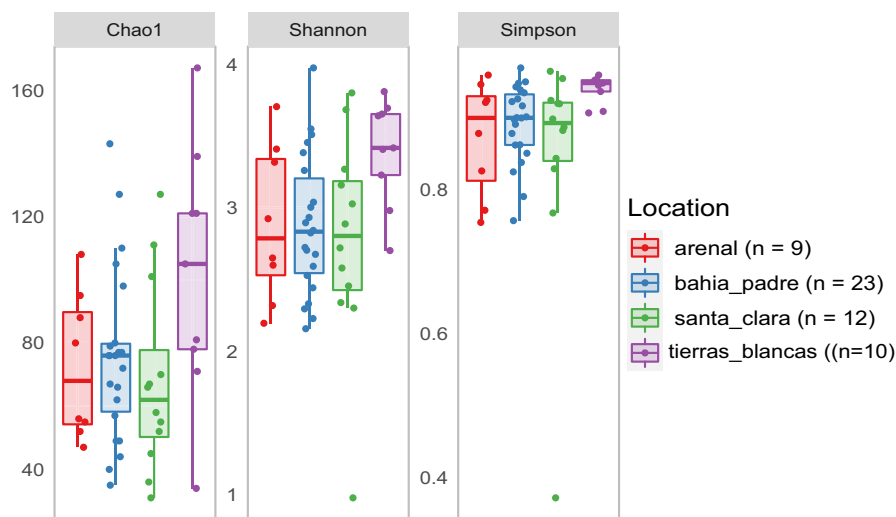 Chao1 Shannon Simpson
160
120
80
40
4
3
2
1
0.8
0.6
0.4
Location
arenal (n = 9)
bahia_padre (n = 23)
santa_clara (n = 12)
tierras_blancas ((n=10)